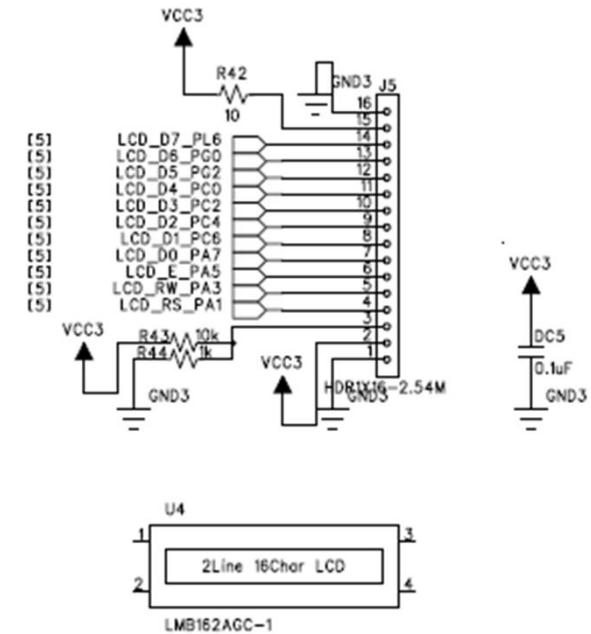 VCC3
R42
10
GND3
J5
16
15
[5] LCD_D7_PL6 14
[5] LCD_D6_PG0 13
[5] LCD_D5_PG2 12
[5] LCD_D4_PC0 11
[5] LCD_D3_PC2 10
[5] LCD_D2_PC4 9
[5] LCD_D1_PC6 8
[5] LCD_D0_PA7 7
[5] LCD_E_PA5 6
[5] LCD_RW_PA3 5
[5] LCD_RS_PA1 4
3
2
1
VCC3
R43 10k
R44 1k
GND3
VCC3
HDR1X16-2.54M
GND3
VCC3
DC5
0.1uF
GND3
U4
1 3
2Line 16Char LCD
2 4
LMB162AGC-1